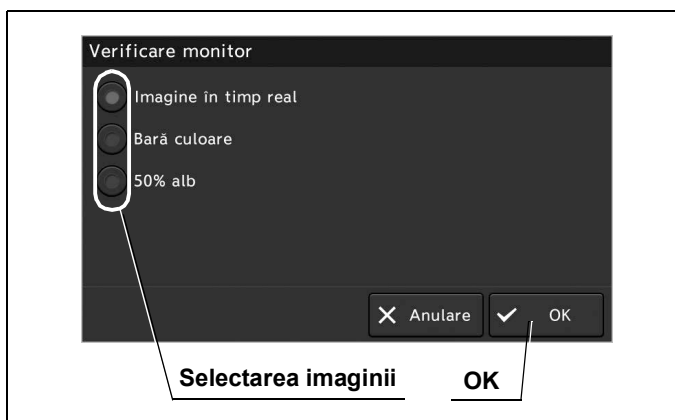 Verificare monitor
Imagine în timp real
Bară culoare
50% alb
Anulare OK
Selectarea imaginii OK